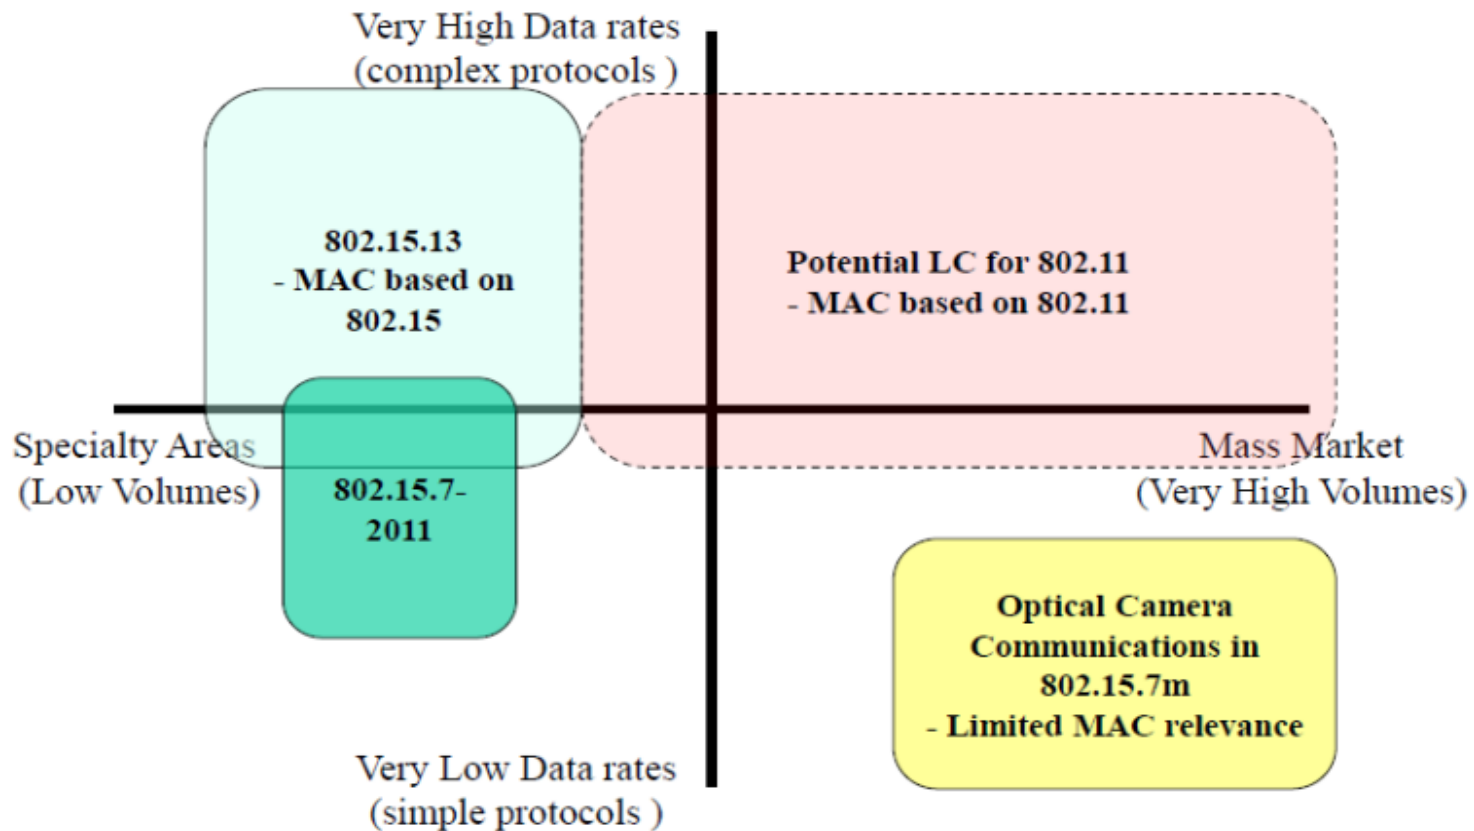 Very High Data rates
(complex protocols )
802.15.13
- MAC based on
802.15
Potential LC for 802.11
- MAC based on 802.11
Specialty Areas
(Low Volumes)
Mass Market
(Very High Volumes)
802.15.7-
2011
Optical Camera
Communications in
802.15.7m
- Limited MAC relevance
Very Low Data rates
(simple protocols )